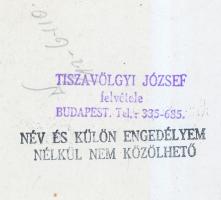 TISZAVÖLGYI JÓZSEF
felvétele
BUDAPEST. Tel.: 335-685.
NÉV ÉS KÜLÖN ENGEDÉLYEM
NÉLKÜL NEM KÖZÖLHETŐ